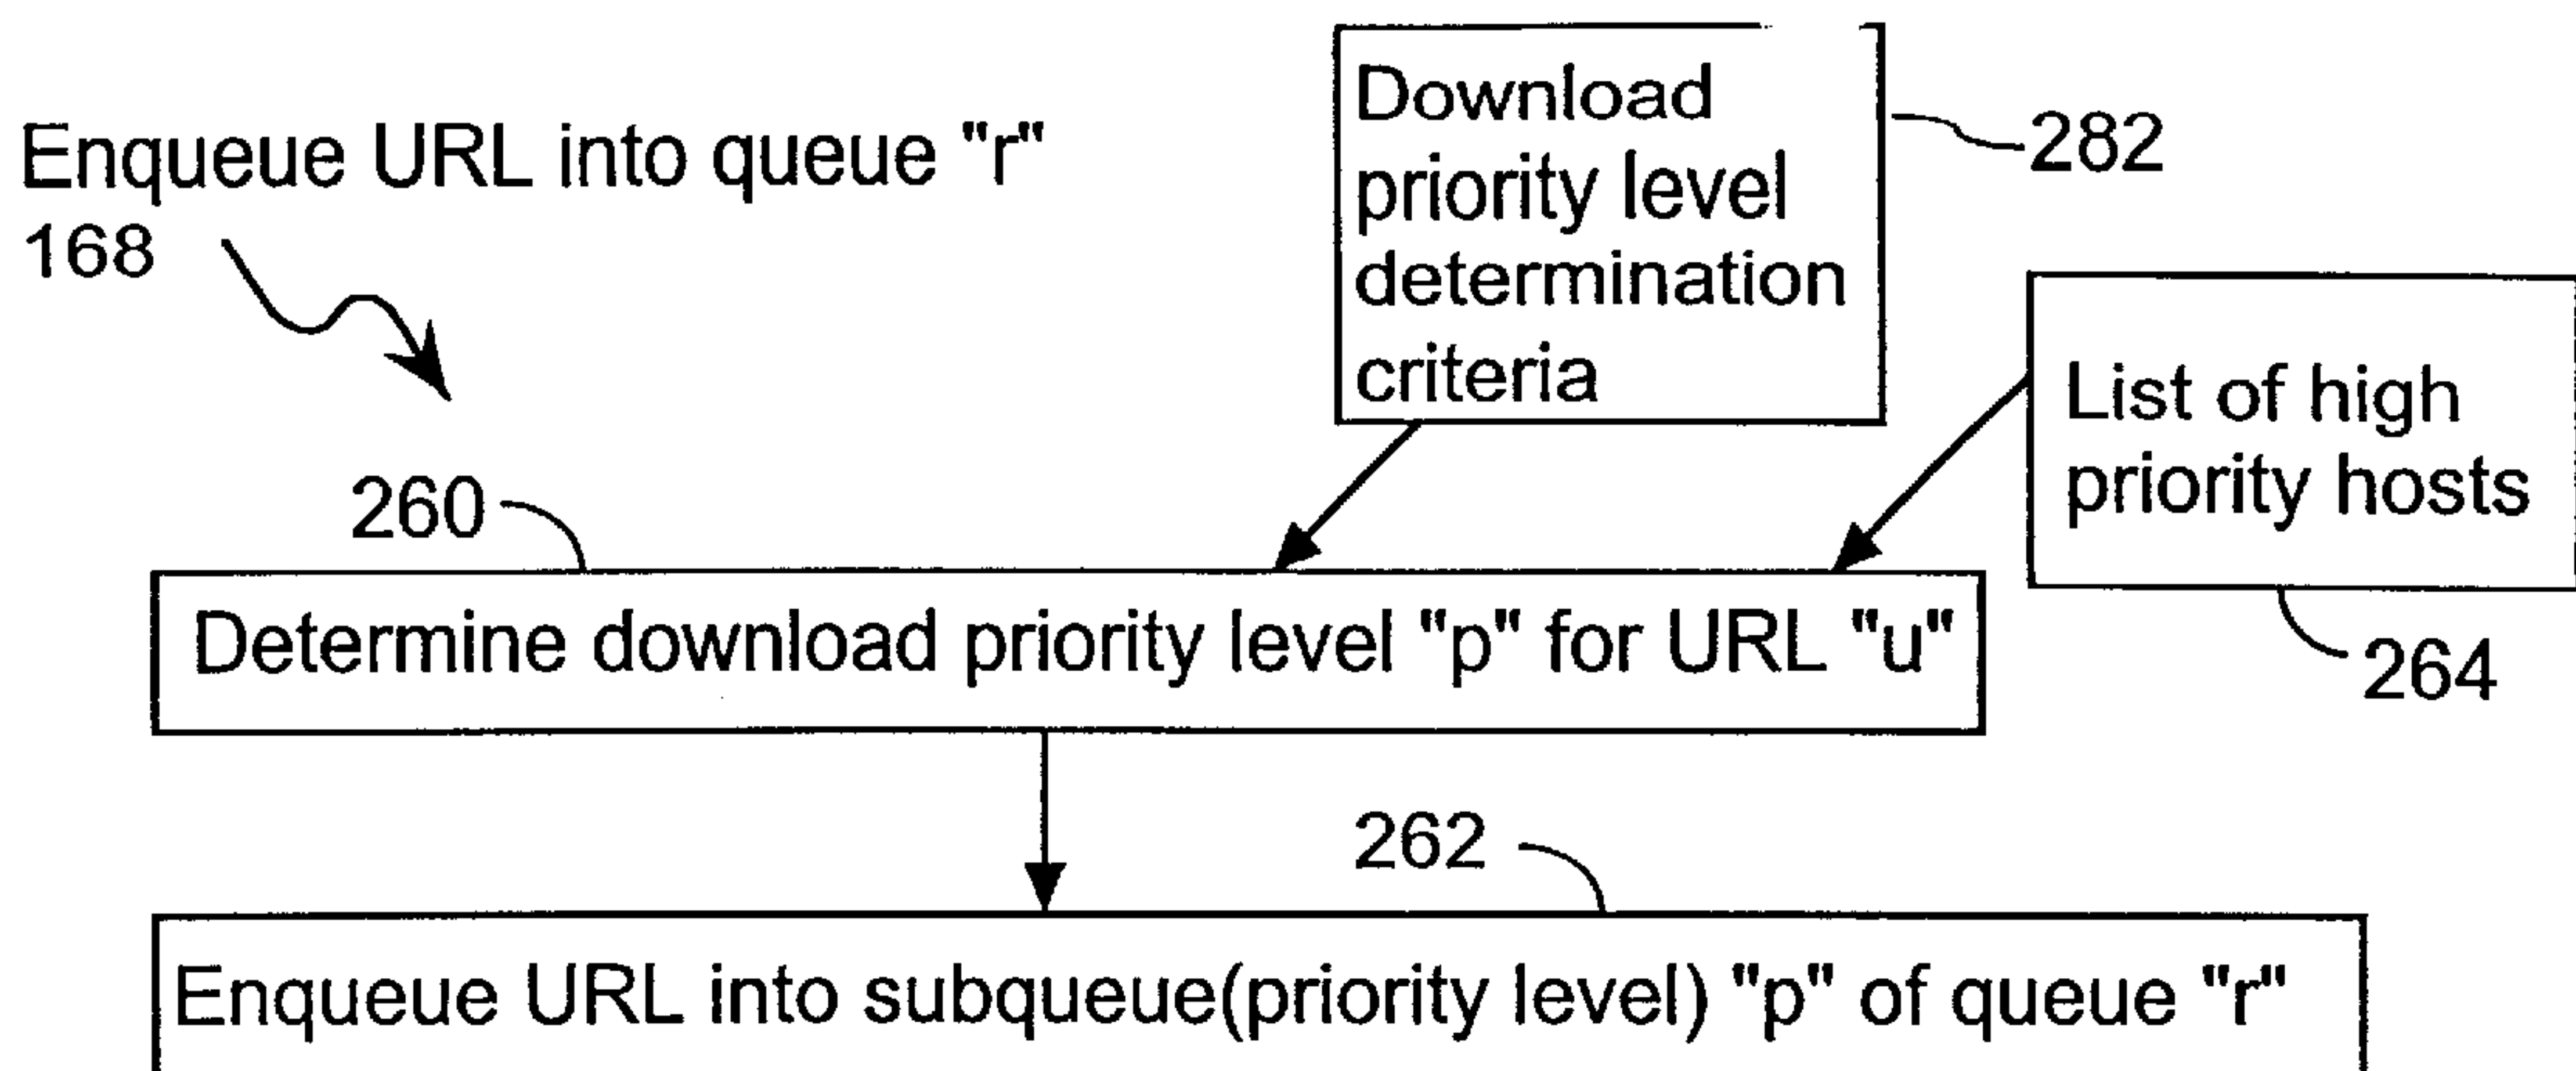 Enqueue URL into queue "r"
168
Download
priority level
determination
criteria
282
List of high
priority hosts
264
260
Determine download priority level "p" for URL "u"
262
Enqueue URL into subqueue(priority level) "p" of queue "r"